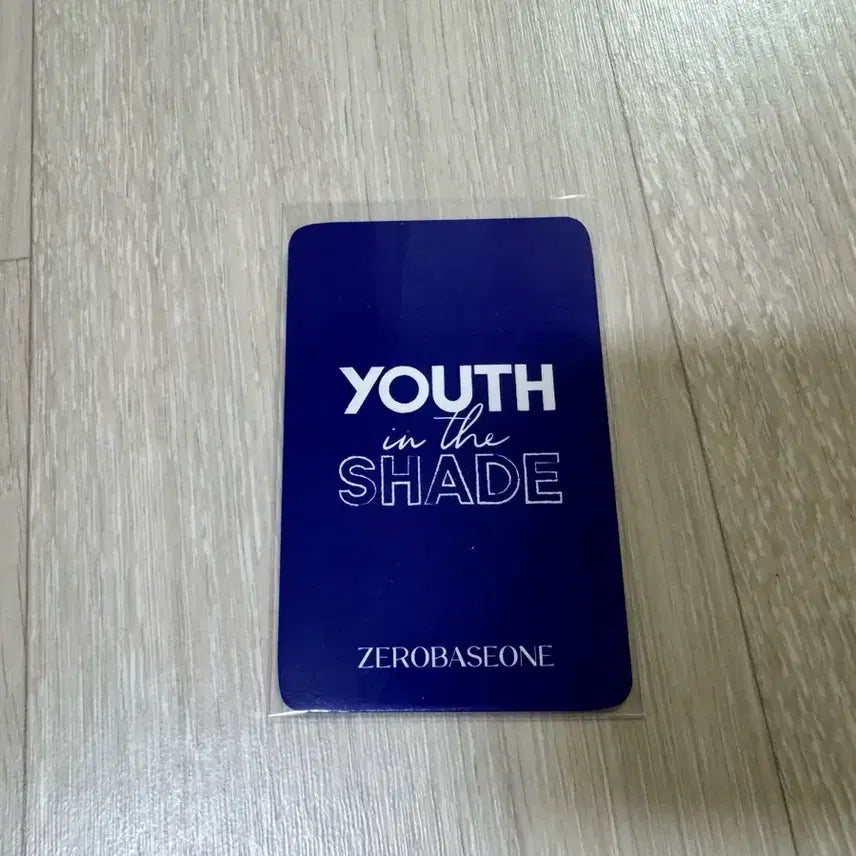 YOUTH
in the
SHADE
ZEROBASEONE